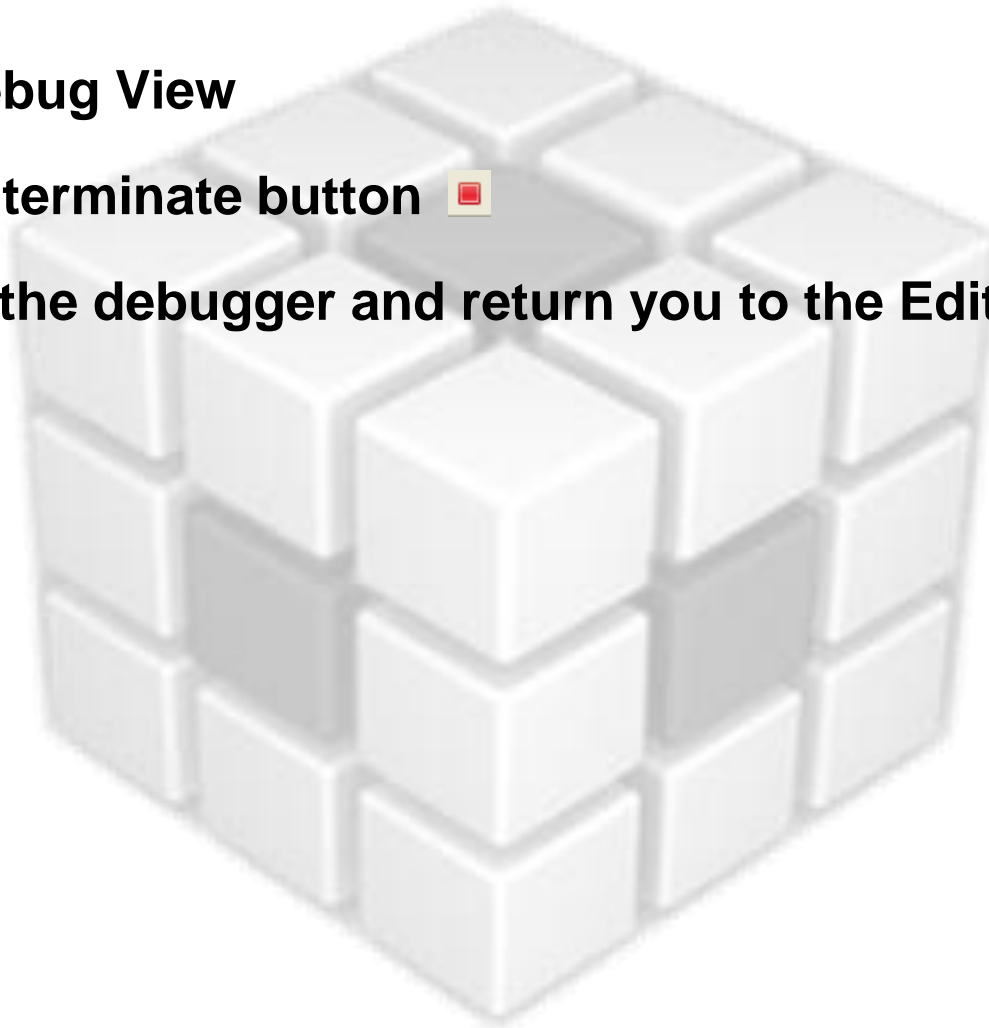 bug View
terminate button
the debugger and return you to the Edit